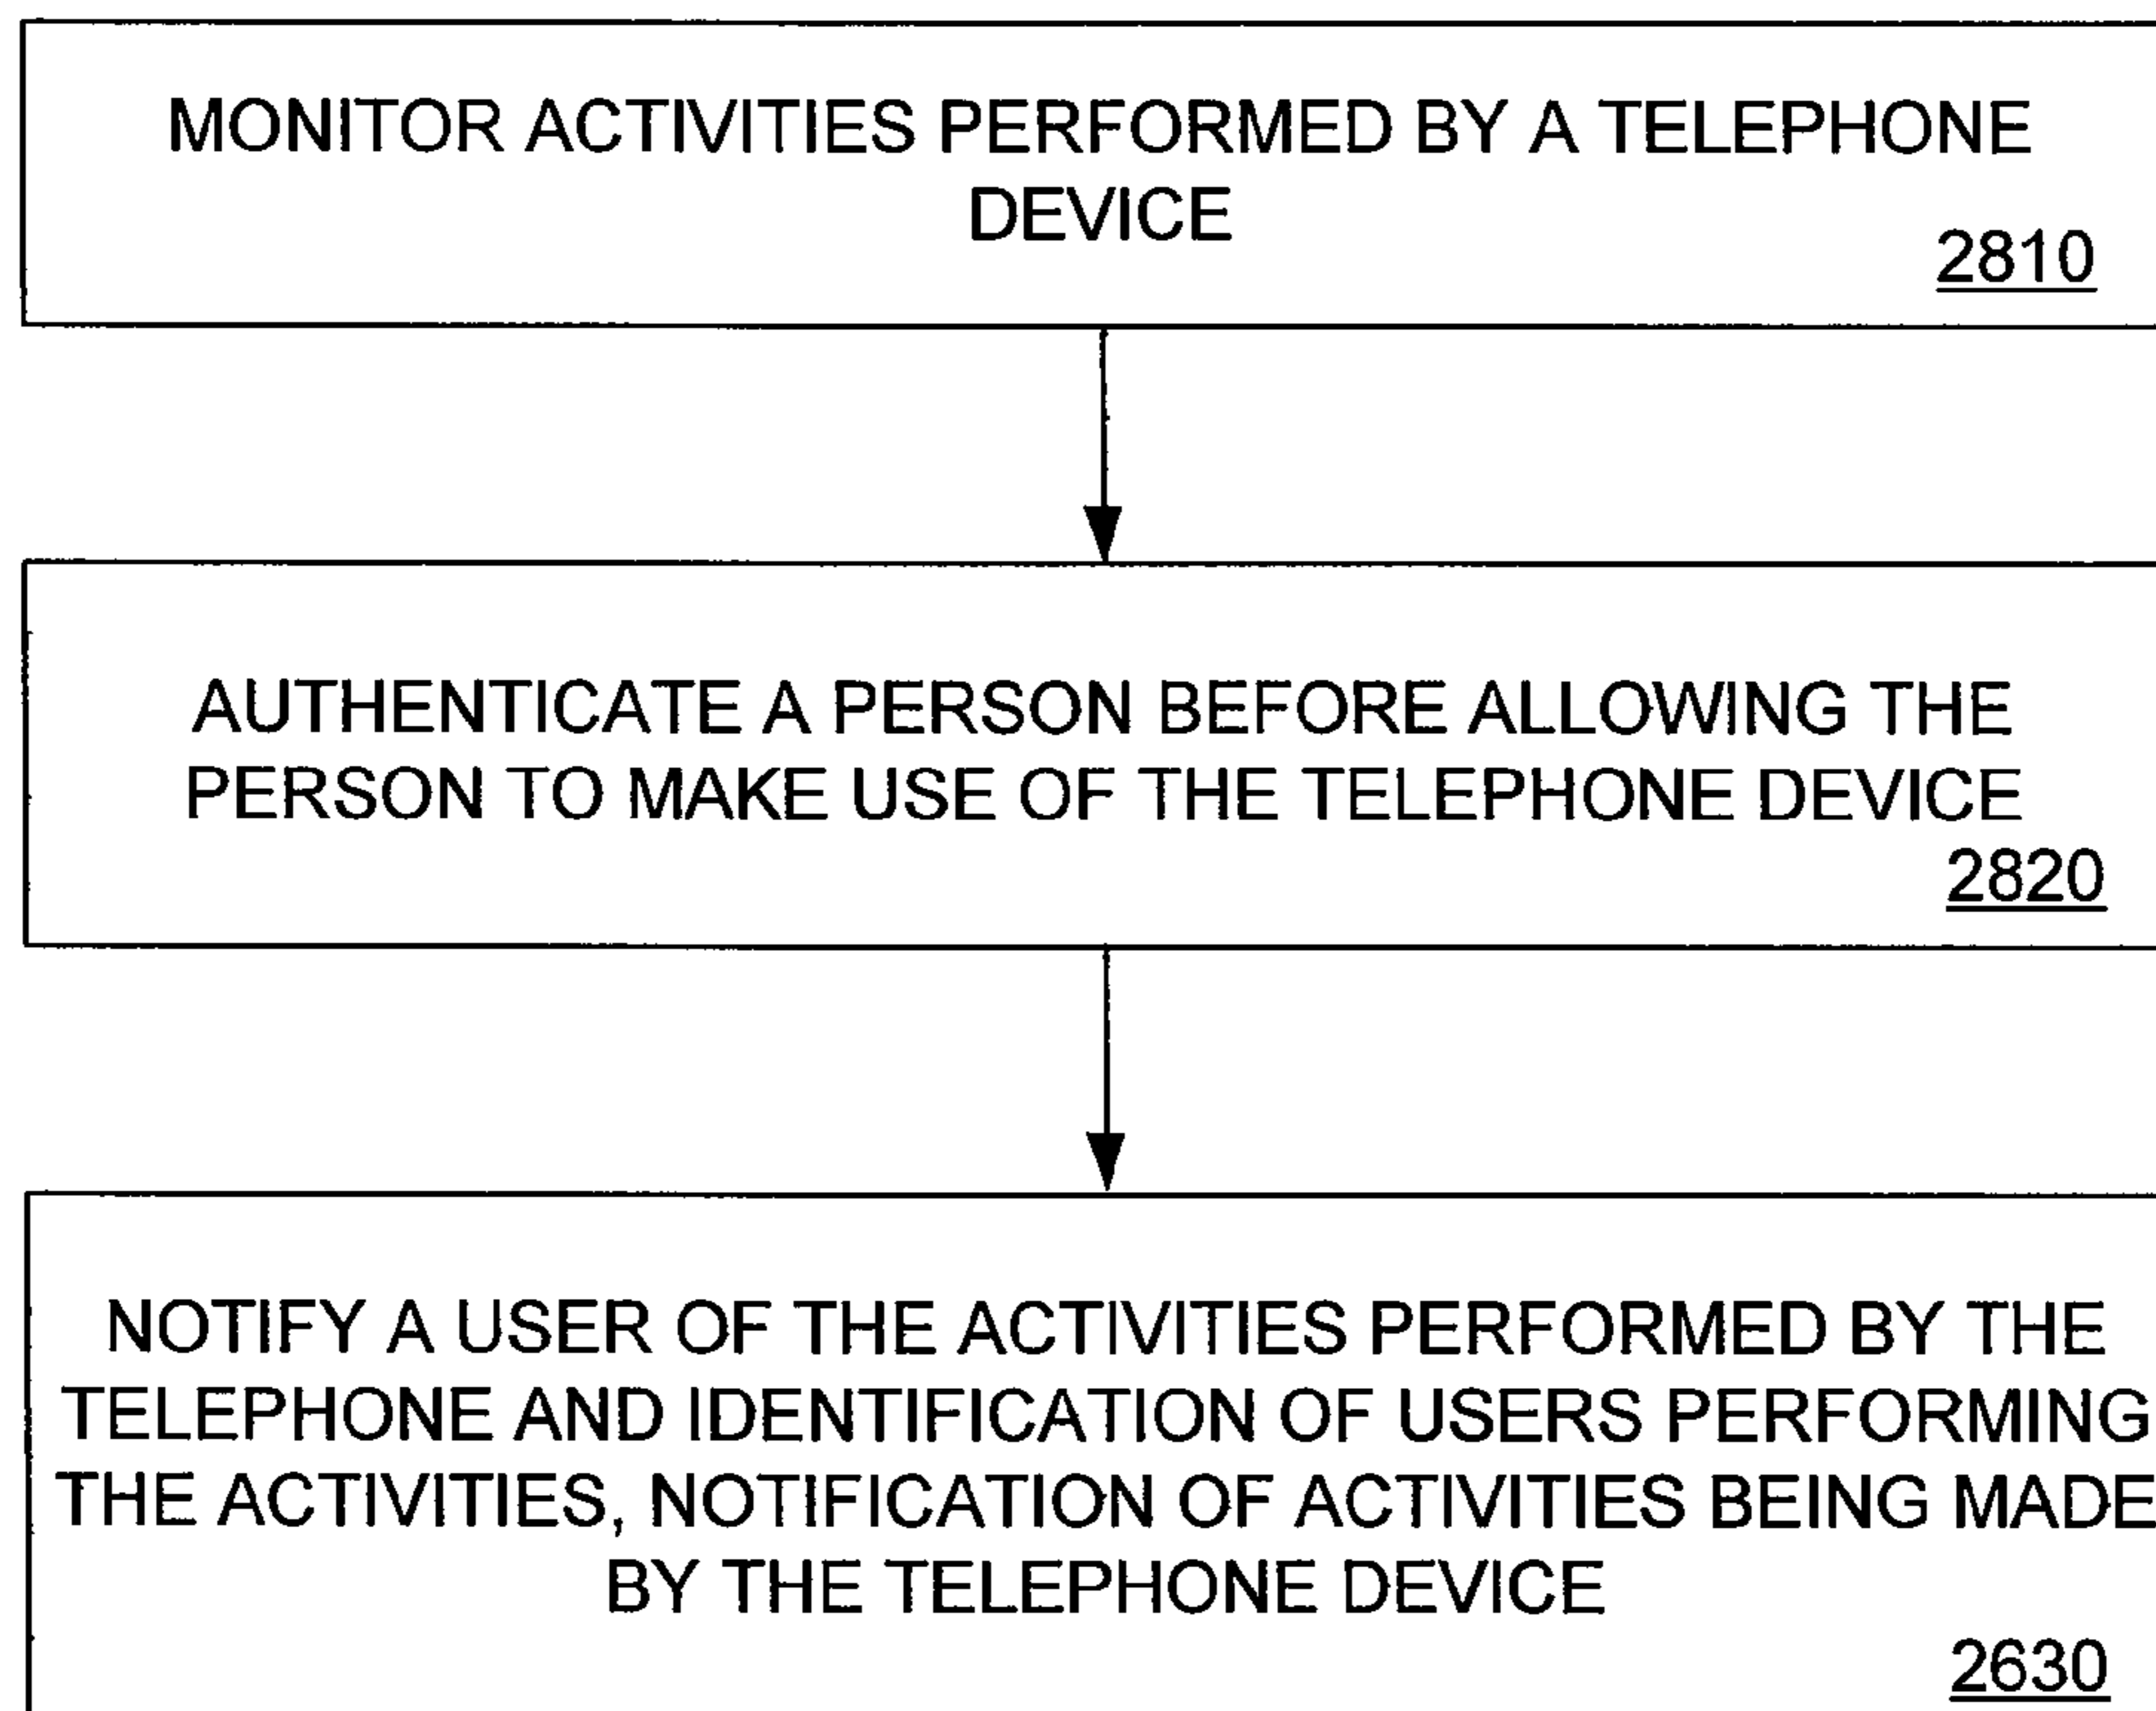 MONITOR ACTIVITIES PERFORMED BY A TELEPHONE
DEVICE
2810
AUTHENTICATE A PERSON BEFORE ALLOWING THE
PERSON TO MAKE USE OF THE TELEPHONE DEVICE
2820
NOTIFY A USER OF THE ACTIVITIES PERFORMED BY THE
TELEPHONE AND IDENTIFICATION OF USERS PERFORMING
THE ACTIVITIES, NOTIFICATION OF ACTIVITIES BEING MADE
BY THE TELEPHONE DEVICE
2630